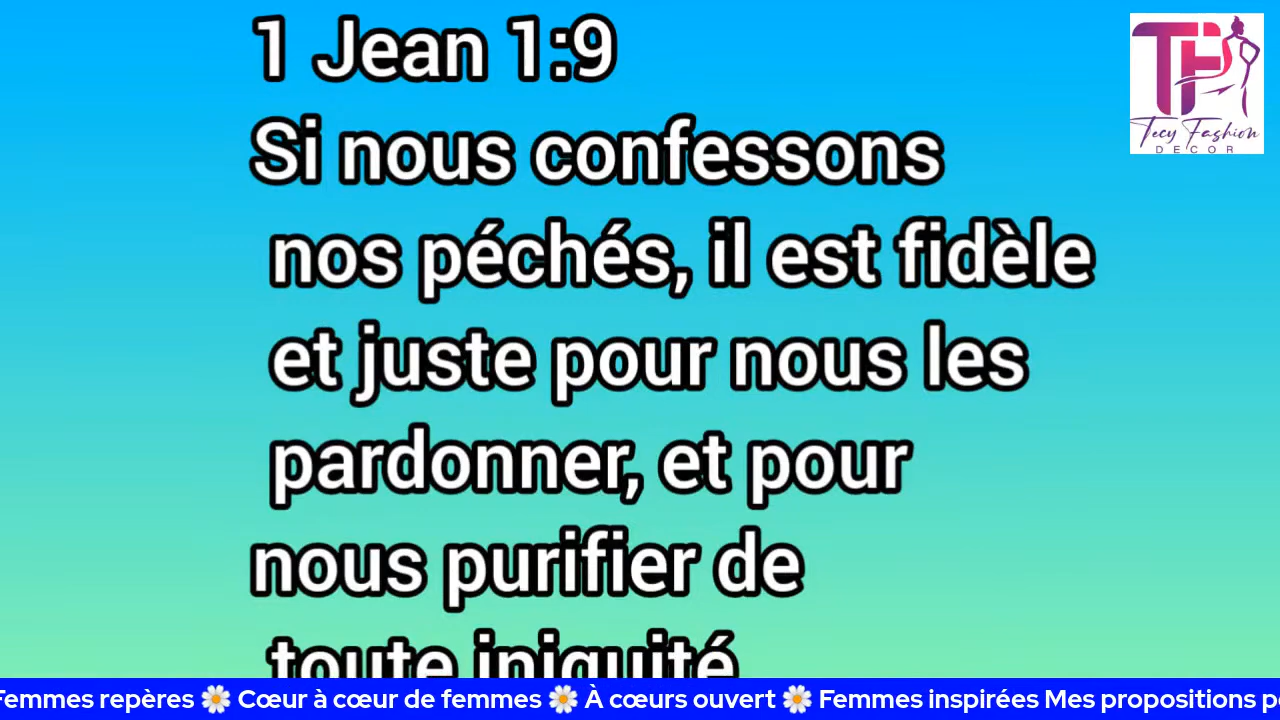 1 Jean 1:9
Si nous confessons
nos péchés, il est fidèle
et juste pour nous les
pardonner, et pour
nous purifier de
toute iniquité
TF
Tecy Fashion
DECOR
Femmes repères 🌼 Cœur à cœur de femmes 🌼 À cœurs ouvert 🌼 Femmes inspirées Mes propositions